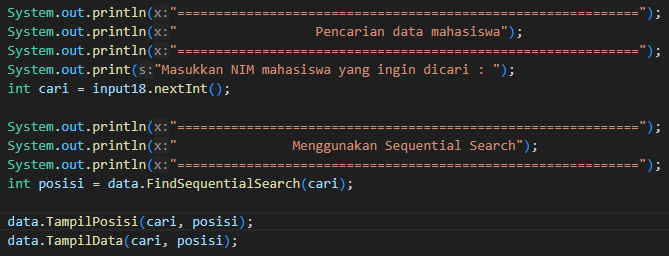 System.out.println(x:"============================================================");
System.out.println(x:"                  Pencarian data mahasiswa");
System.out.println(x:"============================================================");
System.out.print(s:"Masukkan NIM mahasiswa yang ingin dicari : ");
int cari = input18.nextInt();
System.out.println(x:"============================================================");
System.out.println(x:"               Menggunakan Sequential Search");
System.out.println(x:"============================================================");
int posisi = data.FindSequentialSearch(cari);
data.TampilPosisi(cari, posisi);
data.TampilData(cari, posisi);